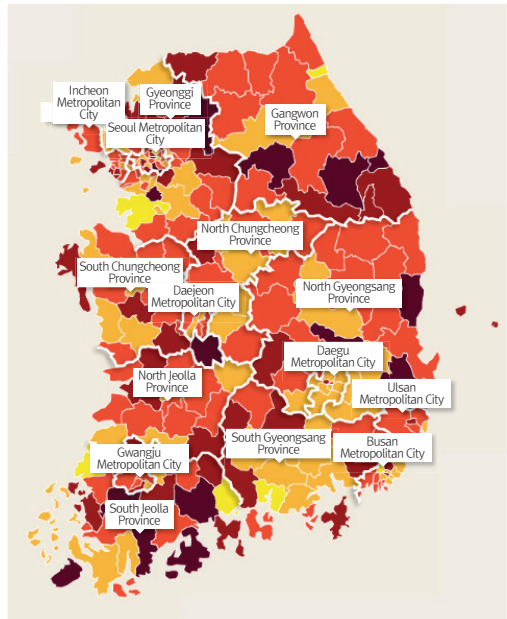 Incheon
Metropolitan
City
Gyeonggi
Province
Seoul Metropolitan
City
Gangwon
Province
North Chungcheong
Province
South Chungcheong
Province
Daejeon
Metropolitan City
North Gyeongsang
Province
Daegu
Metropolitan City
North Jeolla
Province
Ulsan
Metropolitan City
South Gyeongsang
Province
Busan
Metropolitan City
Gwangju
Metropolitan City
South Jeolla
Province